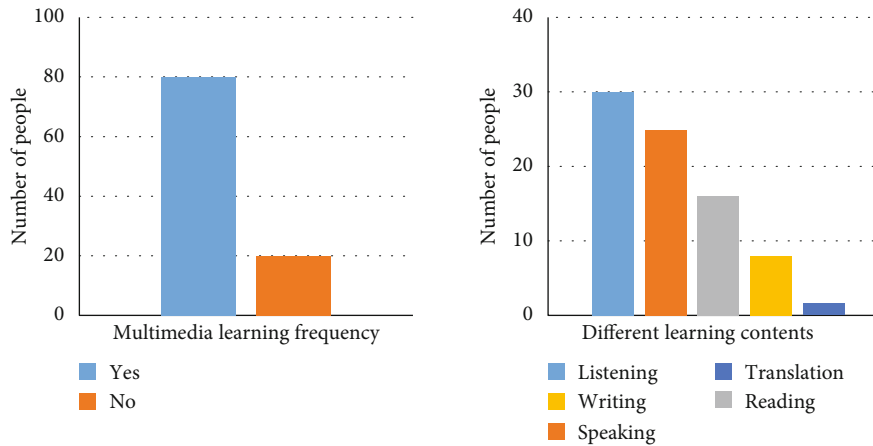 100
80
60
40
20
0
Number of people
Multimedia learning frequency
Yes
No
40
30
20
10
0
Number of people
Different learning contents
Listening
Writing
Speaking
Translation
Reading